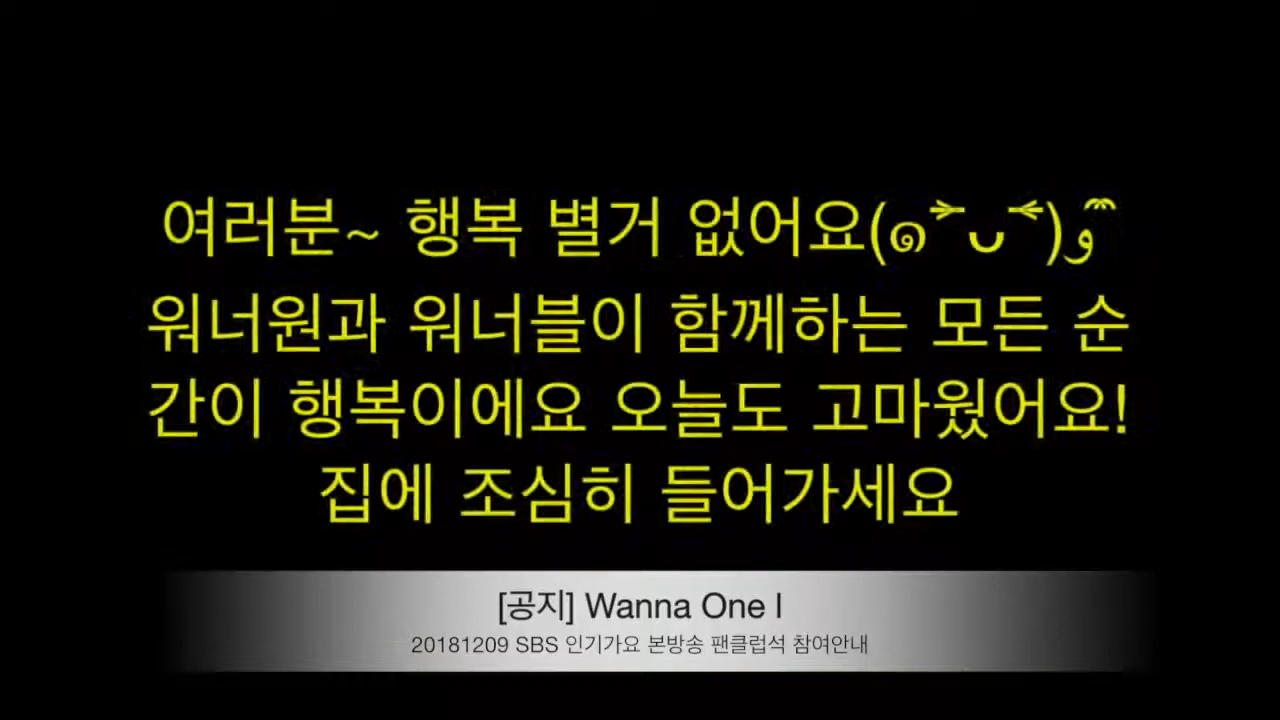 여러분~ 행복 별거 없어요(๑˃̵ᴗ˂̵)و
워너원과 워너블이 함께하는 모든 순
간이 행복이에요 오늘도 고마웠어요!
집에 조심히 들어가세요
[공지] Wanna One l
20181209 SBS 인기가요 본방송 팬클럽석 참여안내